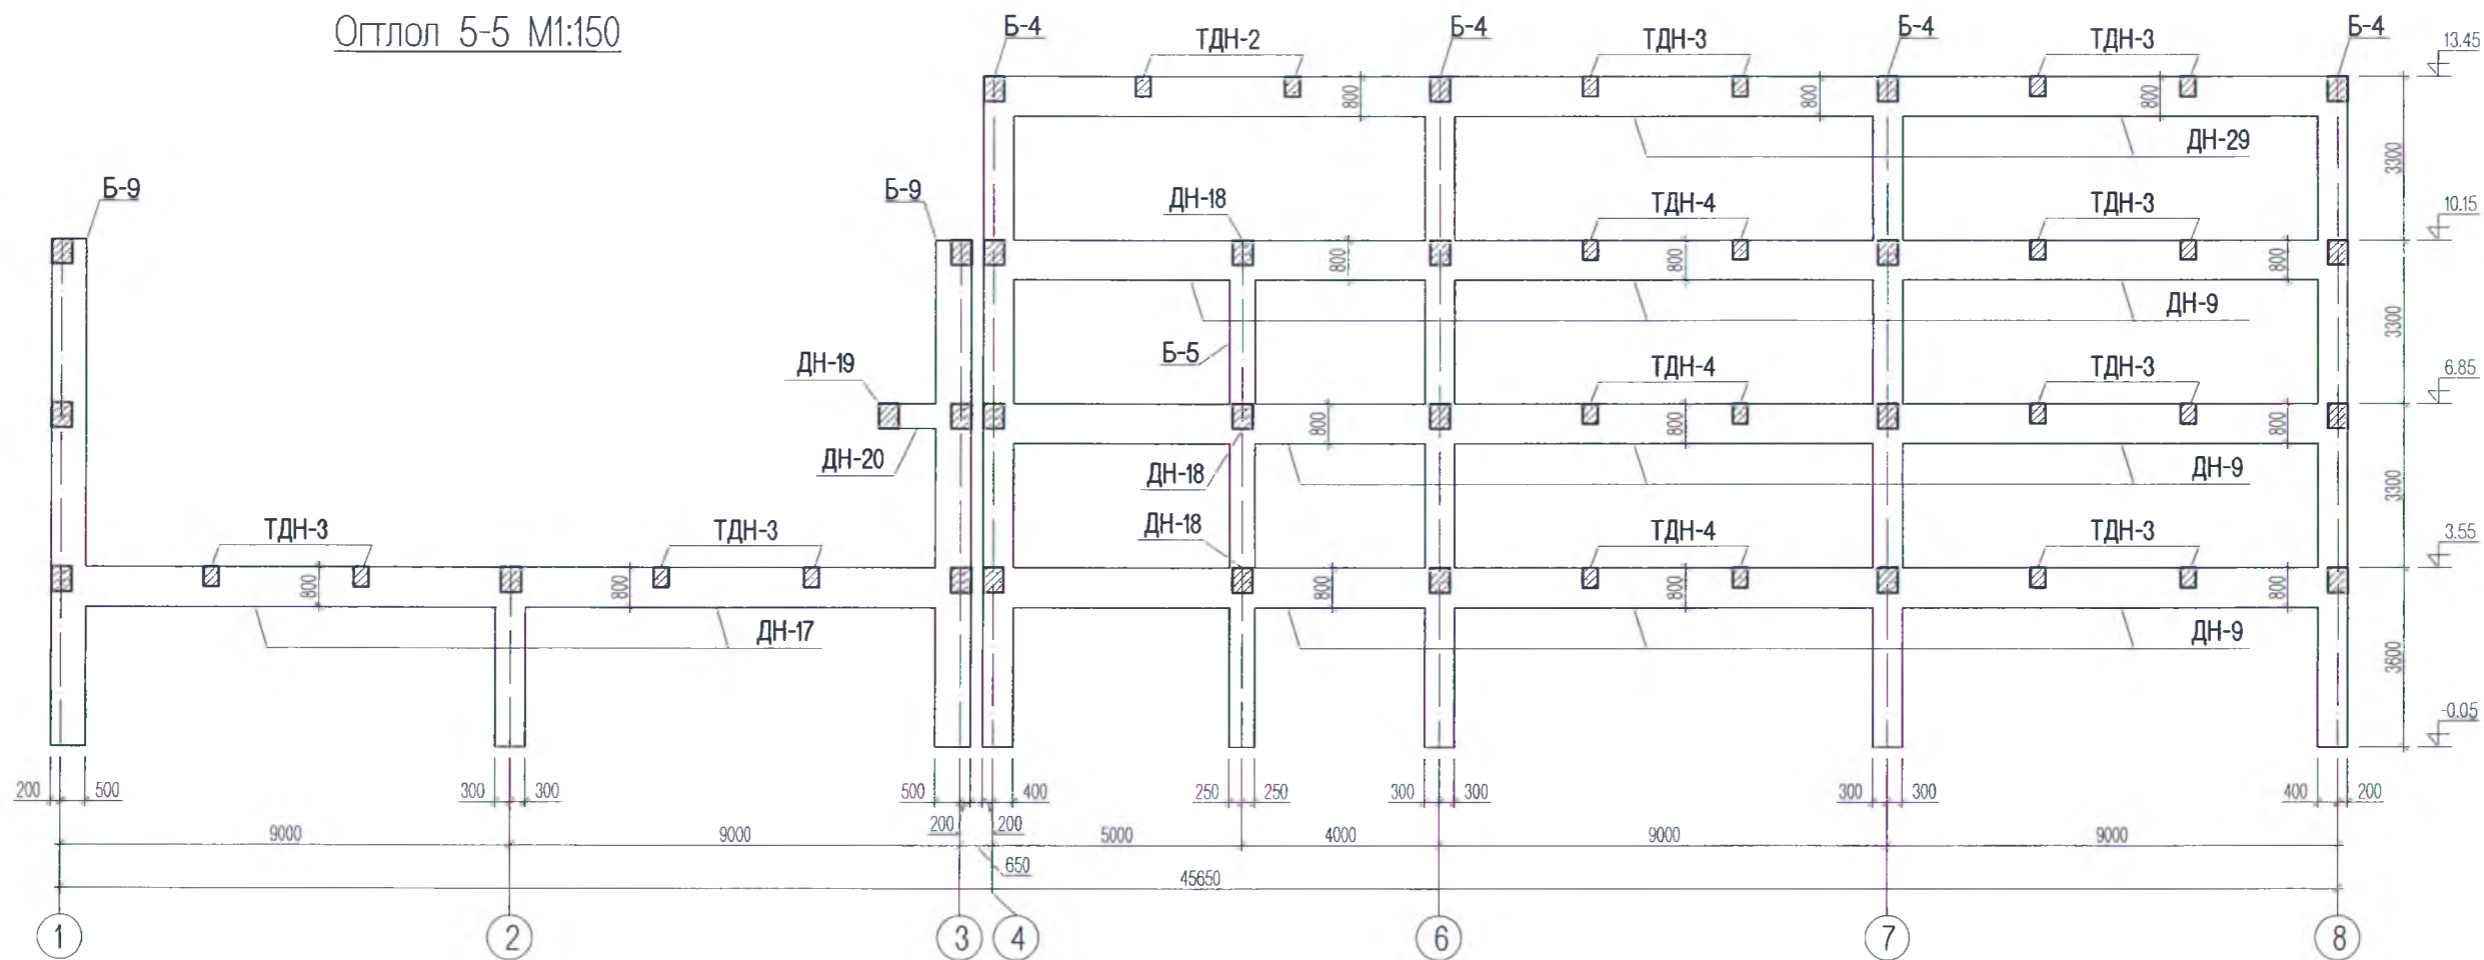 Огтлол 5-5 М1:150
Б-4
ТДН-2
Б-4
ТДН-3
Б-4
ТДН-3
Б-4
13.45
800
800
800
ДН-29
3300
Б-9
Б-9
ДН-18
ТДН-4
ТДН-3
10.15
800
800
800
ДН-9
3300
Б-5
ДН-19
ТДН-4
ТДН-3
6.85
800
800
800
ДН-20
ДН-18
ДН-9
3300
ТДН-3
ТДН-3
ДН-18
ТДН-4
ТДН-3
3.55
800
800
800
800
800
ДН-17
ДН-9
3600
-0.05
200
500
300
300
500
400
250
250
300
300
300
300
400
200
9000
9000
200
200
5000
4000
9000
9000
650
45650
1
2
3
4
6
7
8